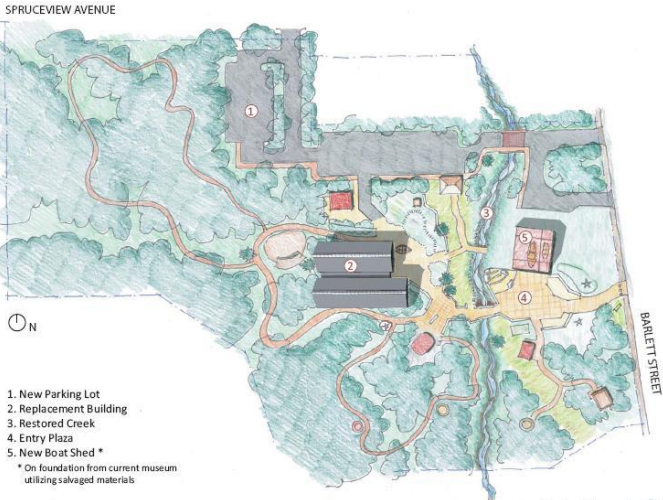 SPRUCEVIEW AVENUE
1
2
3
4
5
BARLETT STREET
N
1. New Parking Lot
2. Replacement Building
3. Restored Creek
4. Entry Plaza
5. New Boat Shed *
* On foundation from current museum
utilizing salvaged materials